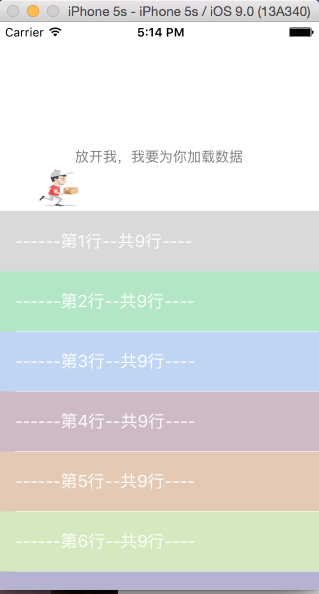 iPhone 5s - iPhone 5s / iOS 9.0 (13A340)
Carrier 5:14 PM
放开我，我要为你加载数据
------第1行--共9行----
------第2行--共9行----
------第3行--共9行----
------第4行--共9行----
------第5行--共9行----
------第6行--共9行----